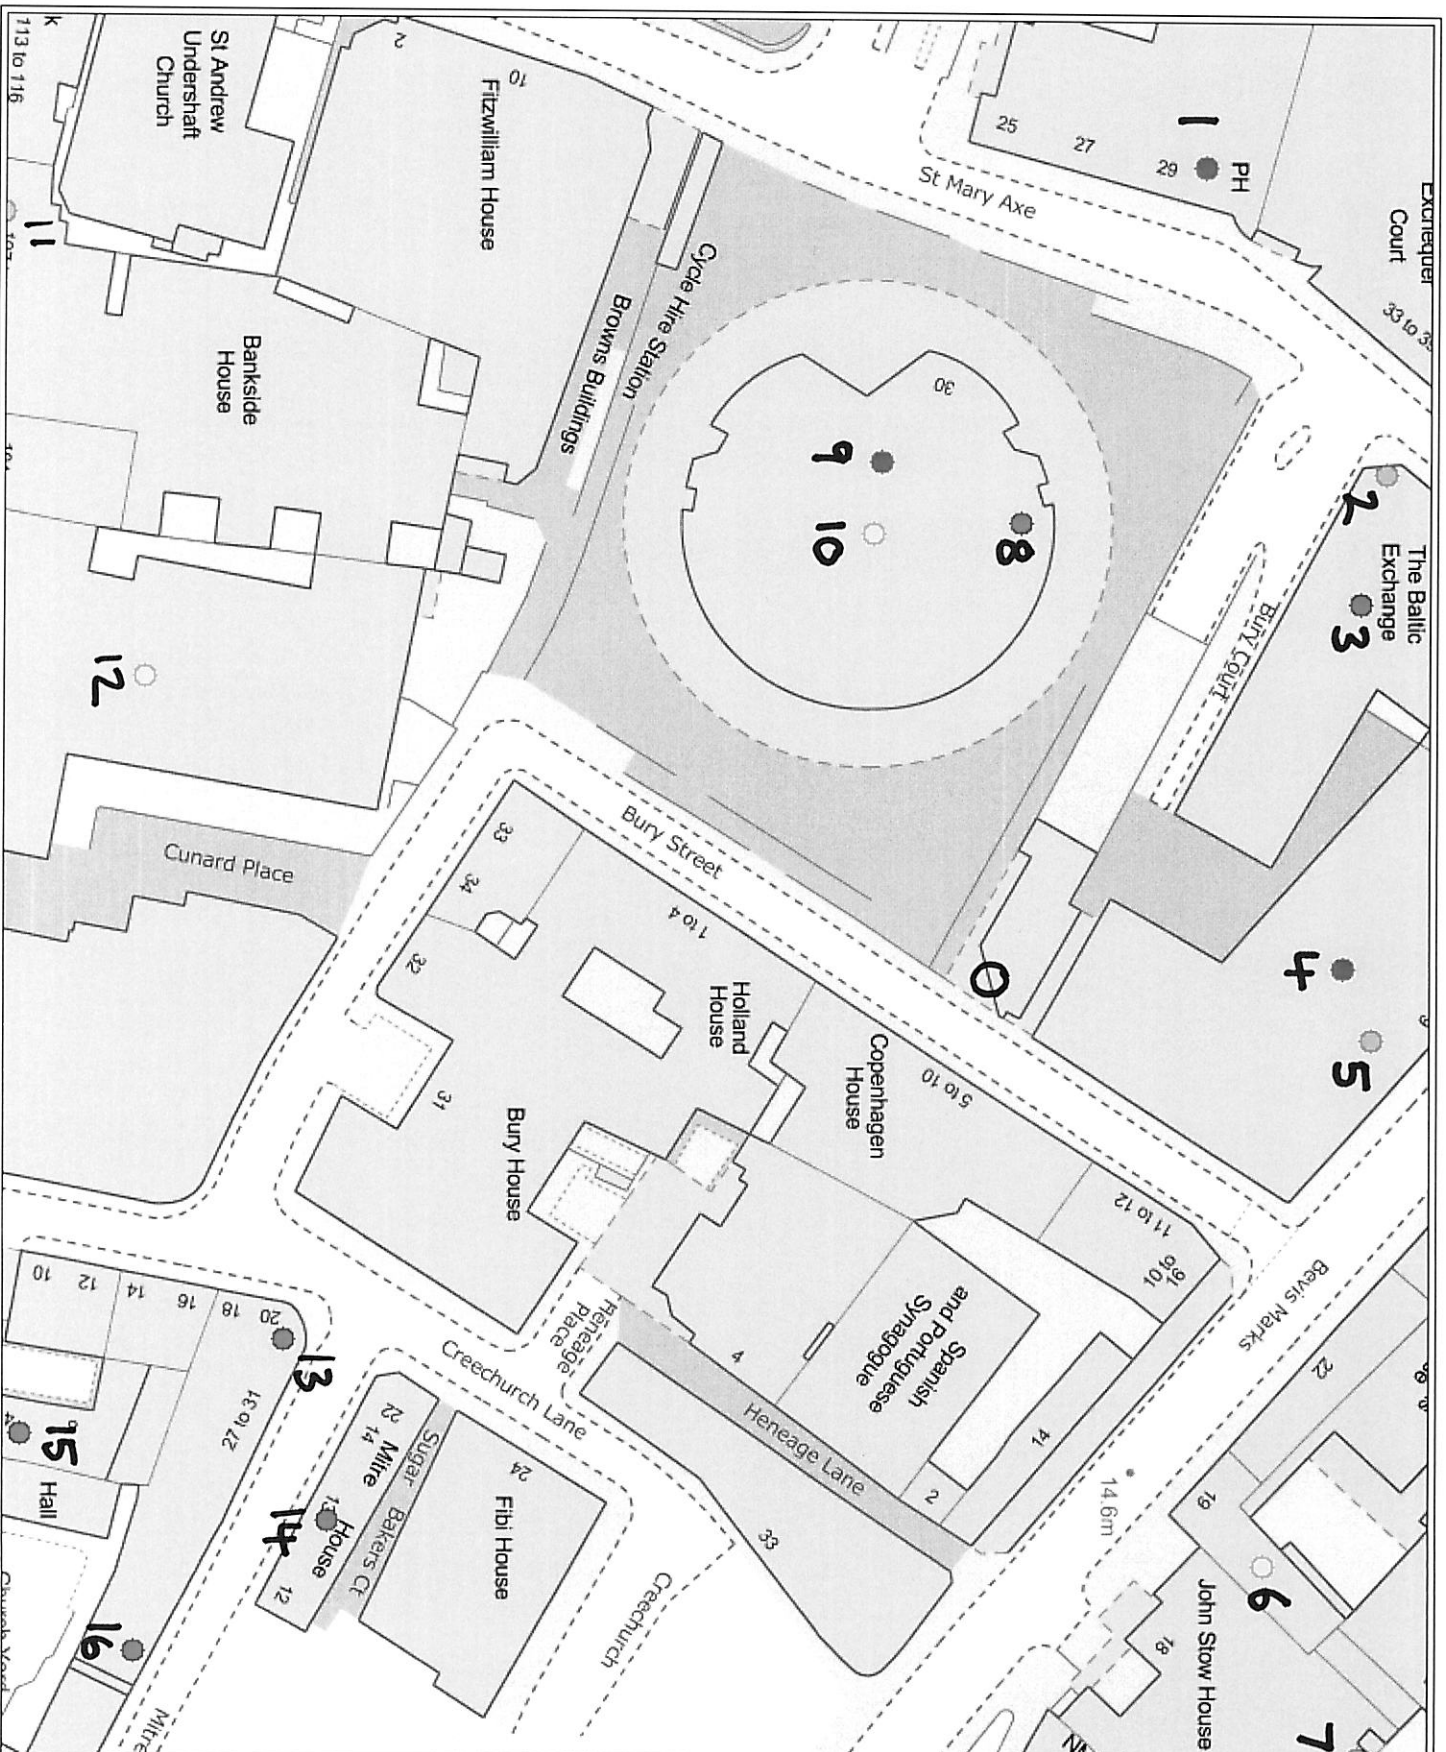 k
113 to 116
St Andrew
Undershaft
Church
2
10
Fitzwilliam House
11
Bankside
House
Browns Buildings
Cycle Hire Station
St Mary Axe
25
27
29
1
PH
Exchequer
Court
33 to 39
30
9
10
8
2
The Baltic
Exchange
3
Bury Court
4
5
0
12
Cunard Place
Bury Street
33
34
32
31
1 to 4
Holland
House
Copenhagen
House
5 to 10
11 to 12
10 to 16
Bury House
Spanish
and Portuguese
Synagogue
4
Heneage
Place
Heneage Lane
2
14
Bevis Marks
14.6m
22
19
6
18
John Stow House
7
Creechurch Lane
33
Creechurch
24
Fibi House
Sugar Bakers Ct
22
14
Mitre
House
13
12
14
10
12
14
16
18
20
13
27 to 31
15
Hall
16
Mitre